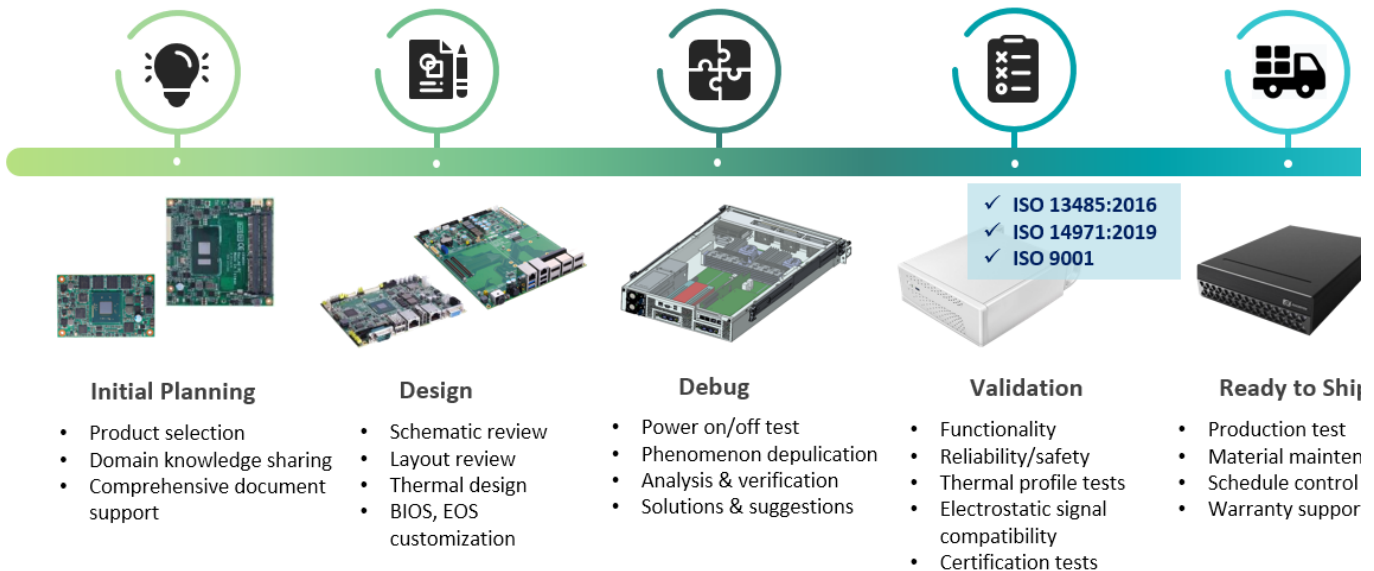 ISO 13485:2016
ISO 14971:2019
ISO 9001
Initial Planning
• Product selection
• Domain knowledge sharing
• Comprehensive document
support
Design
• Schematic review
• Layout review
• Thermal design
• BIOS, EOS
customization
Debug
• Power on/off test
• Phenomenon depulication
• Analysis & verification
• Solutions & suggestions
Validation
• Functionality
• Reliability/safety
• Thermal profile tests
• Electrostatic signal
compatibility
• Certification tests
Ready to Ship
• Production test
• Material mainten
• Schedule control
• Warranty suppor